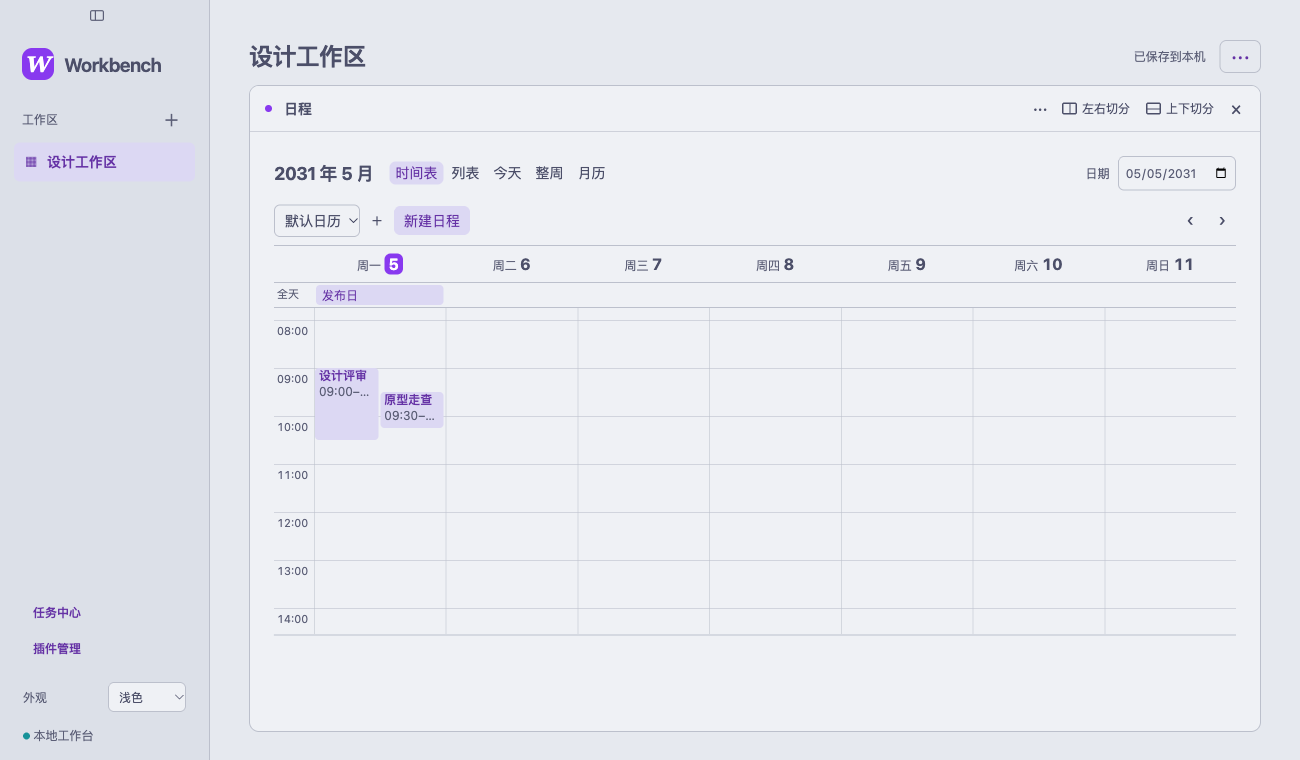 W Workbench
工作区
设计工作区
任务中心
插件管理
外观 浅色
本地工作台
设计工作区
已保存到本机
日程
左右切分 上下切分
2031 年 5 月 时间表 列表 今天 整周 月历
日期 05/05/2031
默认日历 + 新建日程
周一 5 周二 6 周三 7 周四 8 周五 9 周六 10 周日 11
全天 发布日
08:00
09:00
10:00
11:00
12:00
13:00
14:00
设计评审
09:00–...
原型走查
09:30–...